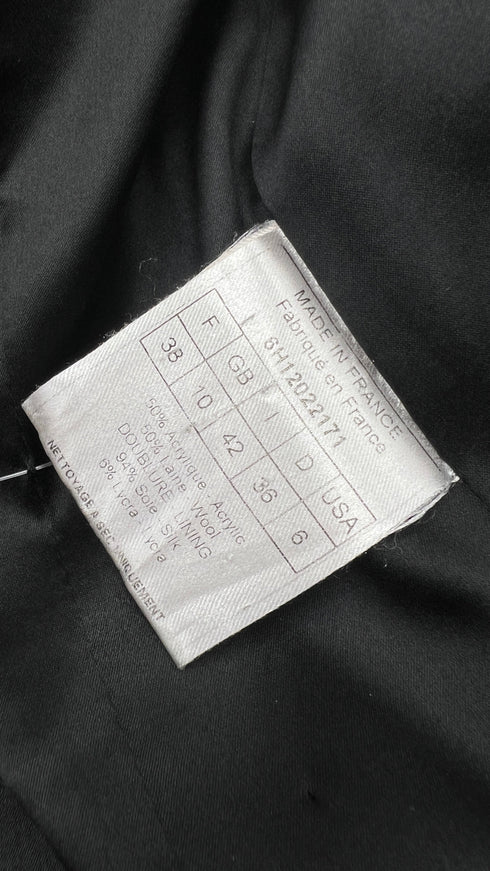 MADE IN FRANCE
Fabriqué en France
6H12022171
F GB I D USA
38 10 42 36 6
50% Acrylique Acrylic
50% Laine Wool
DOUBLURE LINING
94% Soie Silk
6% Lycra Lycra
NETTOYAGE A SEC UNIQUEMENT